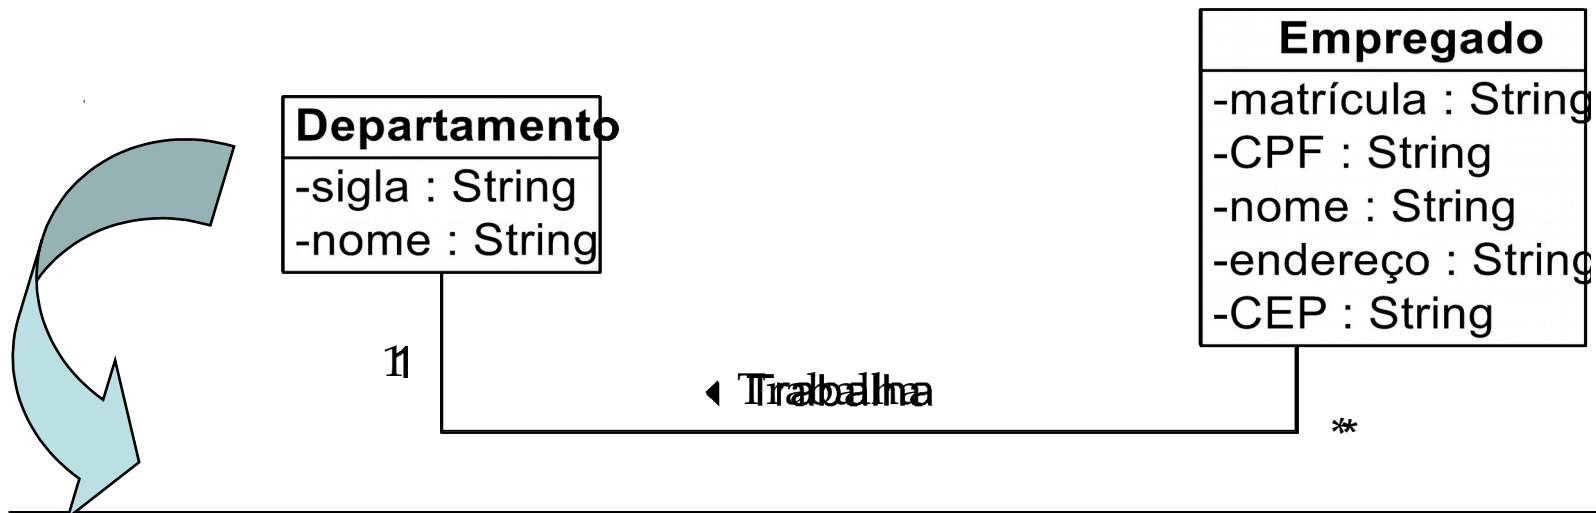 Departamento
-sigla : String
-nome : String
Empregado
-matrícula : String
-CPF : String
-nome : String
-endereço : String
-CEP : String
1
Trabalha
*